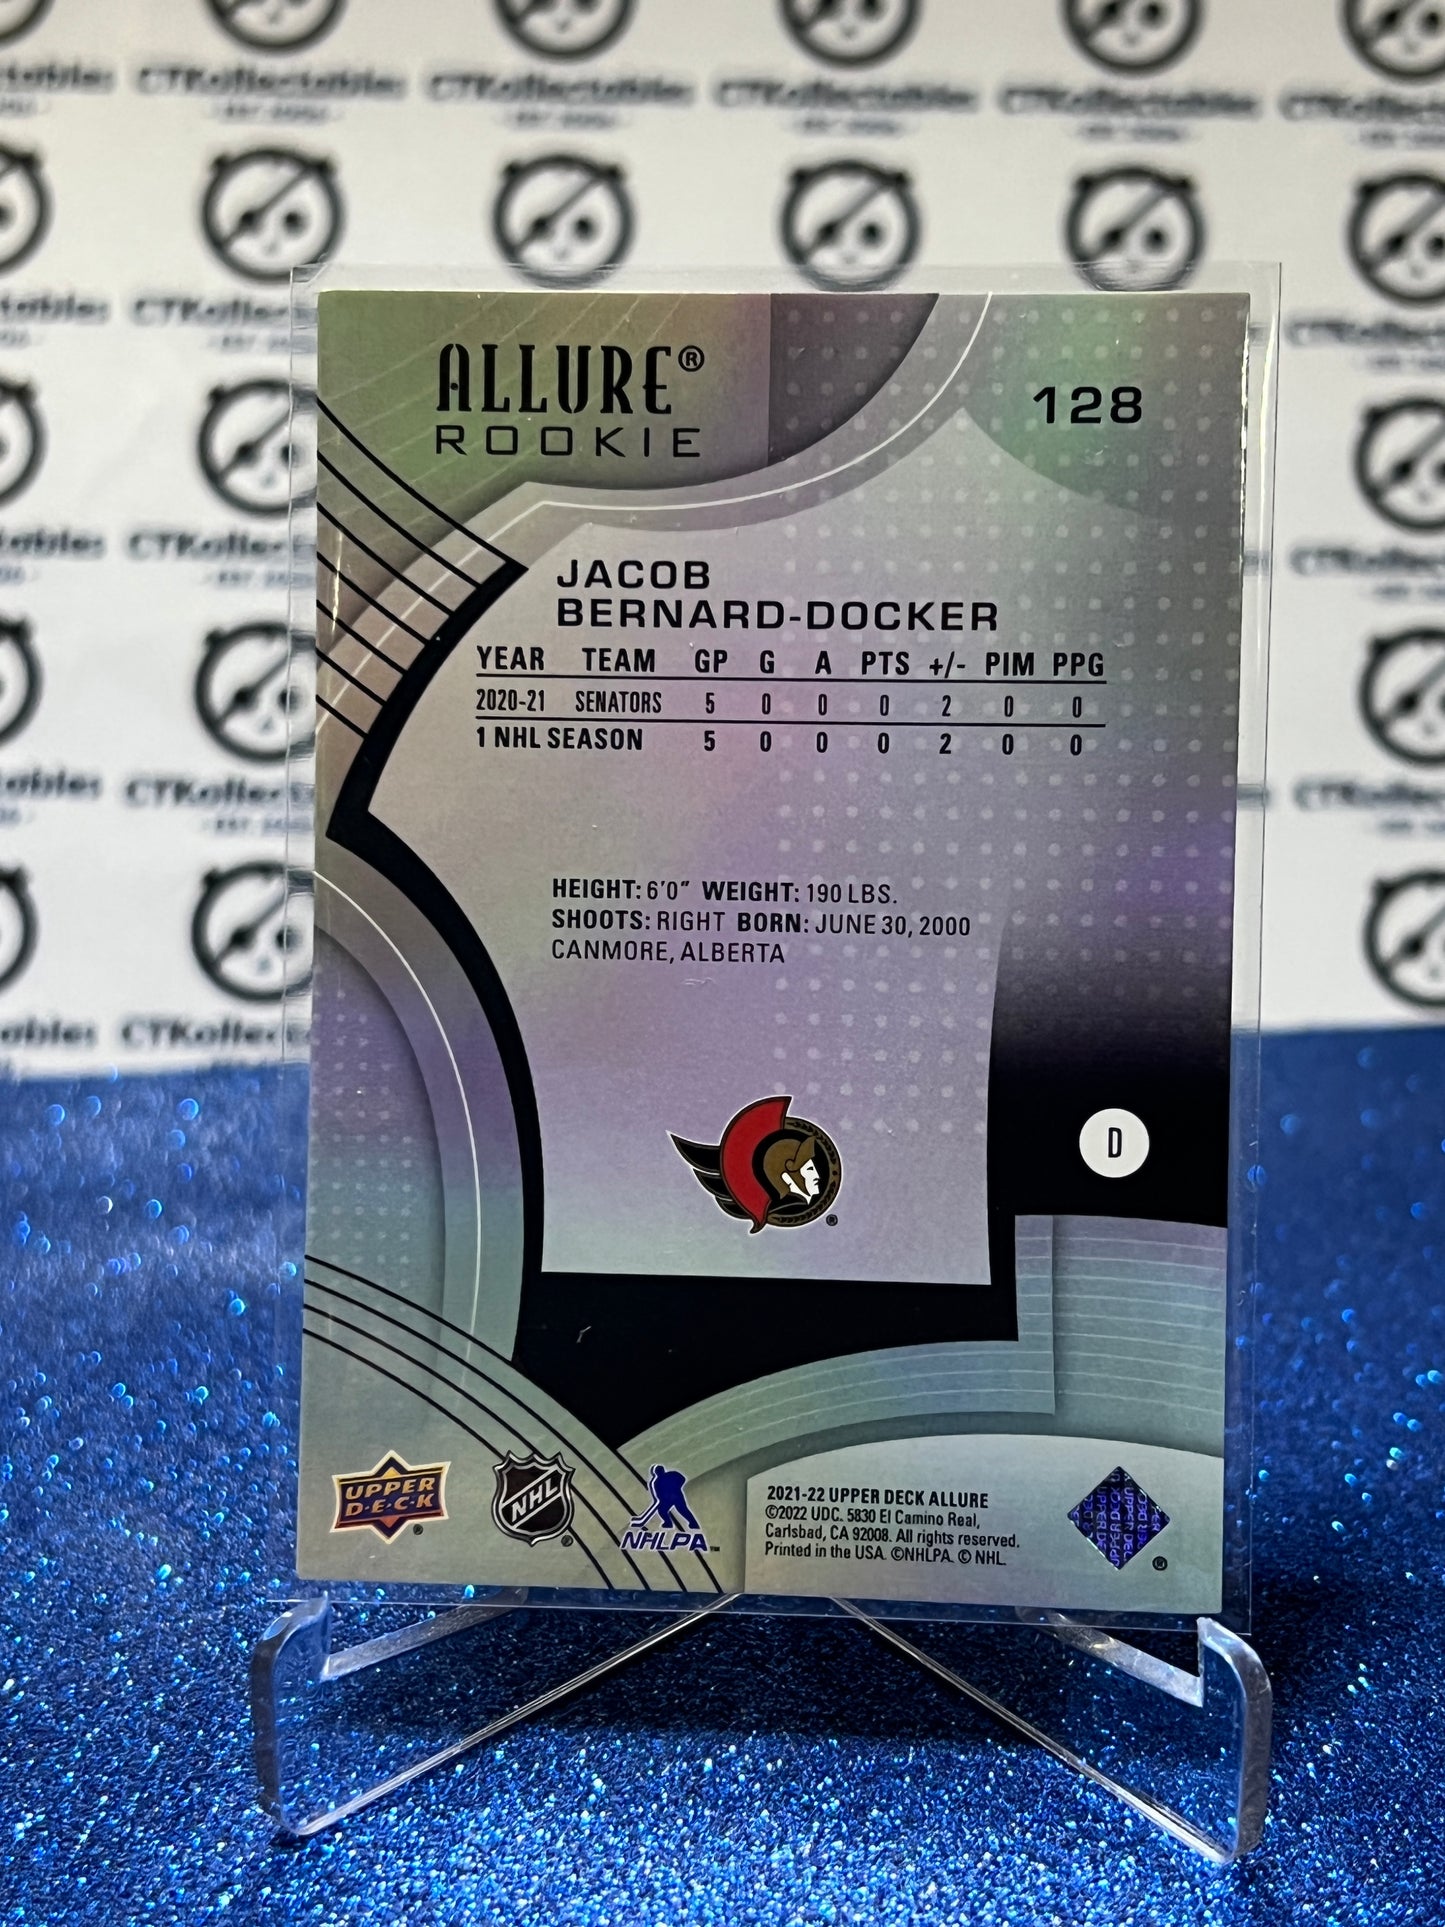 CTKollectables
ALLURE®
ROOKIE
128
JACOB
BERNARD-DOCKER
YEAR TEAM GP G A PTS +/- PIM PPG
2020-21 SENATORS 5 0 0 0 2 0 0
1 NHL SEASON 5 0 0 0 2 0 0
HEIGHT: 6'0" WEIGHT: 190 LBS.
SHOOTS: RIGHT BORN: JUNE 30, 2000
CANMORE, ALBERTA
D
UPPER
D·E·C·K
NHL
NHLPA
2021-22 UPPER DECK ALLURE
©2022 UDC. 5830 El Camino Real,
Carlsbad, CA 92008. All rights reserved.
Printed in the USA. ©NHLPA. © NHL.